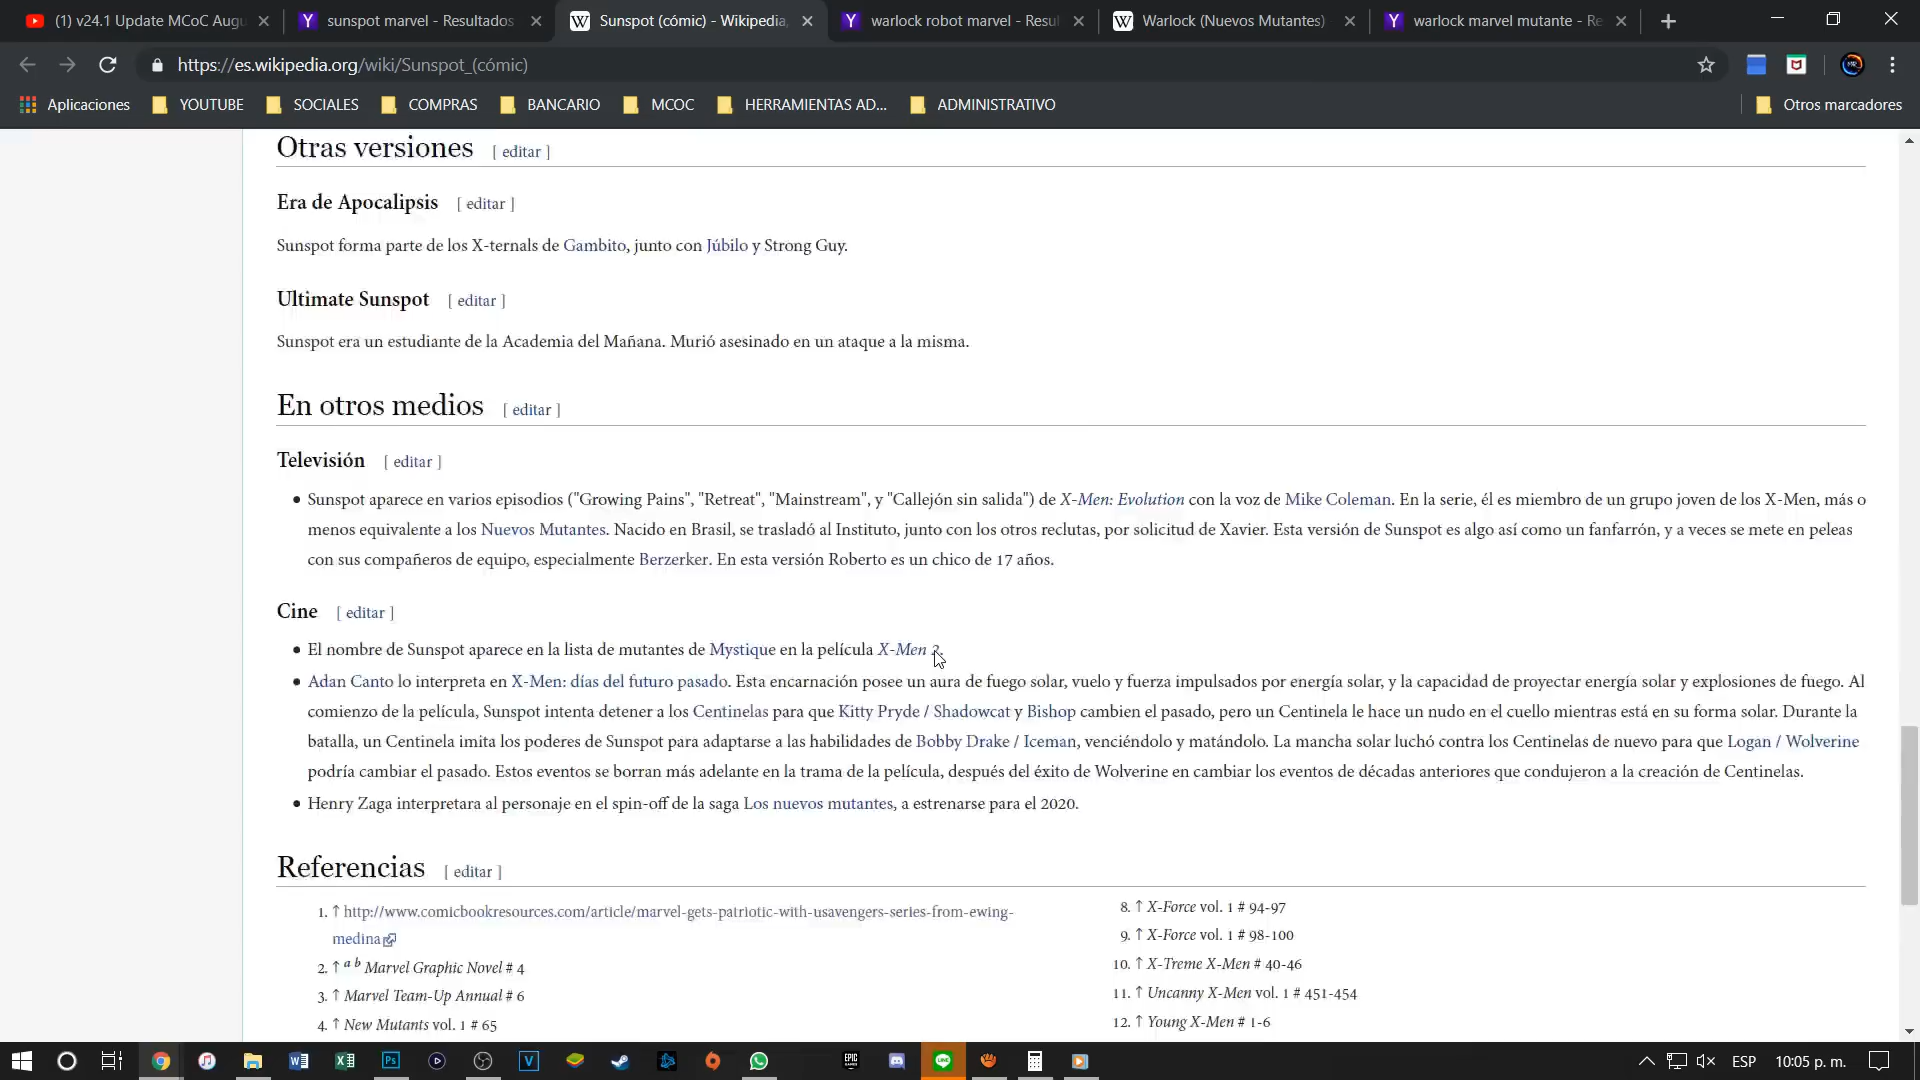 (1) v24.1 Update MCoC Augu
sunspot marvel - Resultados
Sunspot (cómic) - Wikipedia,
warlock robot marvel - Resul
Warlock (Nuevos Mutantes)
warlock marvel mutante - Re
https://es.wikipedia.org/wiki/Sunspot_(cómic)
Aplicaciones
YOUTUBE
SOCIALES
COMPRAS
BANCARIO
MCOC
HERRAMIENTAS AD...
ADMINISTRATIVO
Otros marcadores
Otras versiones [ editar ]
Era de Apocalipsis [ editar ]
Sunspot forma parte de los X-ternals de Gambito, junto con Júbilo y Strong Guy.
Ultimate Sunspot [ editar ]
Sunspot era un estudiante de la Academia del Mañana. Murió asesinado en un ataque a la misma.
En otros medios [ editar ]
Televisión [ editar ]
• Sunspot aparece en varios episodios ("Growing Pains", "Retreat", "Mainstream", y "Callejón sin salida") de X-Men: Evolution con la voz de Mike Coleman. En la serie, él es miembro de un grupo joven de los X-Men, más o
menos equivalente a los Nuevos Mutantes. Nacido en Brasil, se trasladó al Instituto, junto con los otros reclutas, por solicitud de Xavier. Esta versión de Sunspot es algo así como un fanfarrón, y a veces se mete en peleas
con sus compañeros de equipo, especialmente Berzerker. En esta versión Roberto es un chico de 17 años.
Cine [ editar ]
• El nombre de Sunspot aparece en la lista de mutantes de Mystique en la película X-Men
• Adan Canto lo interpreta en X-Men: días del futuro pasado. Esta encarnación posee un aura de fuego solar, vuelo y fuerza impulsados por energía solar, y la capacidad de proyectar energía solar y explosiones de fuego. Al
comienzo de la película, Sunspot intenta detener a los Centinelas para que Kitty Pryde / Shadowcat y Bishop cambien el pasado, pero un Centinela le hace un nudo en el cuello mientras está en su forma solar. Durante la
batalla, un Centinela imita los poderes de Sunspot para adaptarse a las habilidades de Bobby Drake / Iceman, venciéndolo y matándolo. La mancha solar luchó contra los Centinelas de nuevo para que Logan / Wolverine
podría cambiar el pasado. Estos eventos se borran más adelante en la trama de la película, después del éxito de Wolverine en cambiar los eventos de décadas anteriores que condujeron a la creación de Centinelas.
• Henry Zaga interpretara al personaje en el spin-off de la saga Los nuevos mutantes, a estrenarse para el 2020.
Referencias [ editar ]
1. ↑ http://www.comicbookresources.com/article/marvel-gets-patriotic-with-usavengers-series-from-ewing-
medina
2. ↑ a b Marvel Graphic Novel # 4
3. ↑ Marvel Team-Up Annual # 6
4. ↑ New Mutants vol. 1 # 65
8. ↑ X-Force vol. 1 # 94-97
9. ↑ X-Force vol. 1 # 98-100
10. ↑ X-Treme X-Men # 40-46
11. ↑ Uncanny X-Men vol. 1 # 451-454
12. ↑ Young X-Men # 1-6
ESP
10:05 p. m.